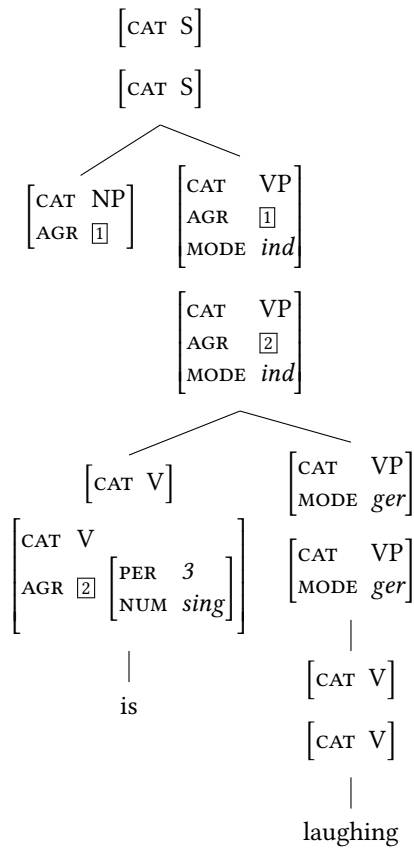 [CAT S]
[CAT S]
[CAT NP
AGR 1]
[CAT VP
AGR 1
MODE ind]
[CAT VP
AGR 2
MODE ind]
[CAT V]
[CAT VP
MODE ger]
[CAT V
AGR 2 [PER 3
NUM sing]]
[CAT VP
MODE ger]
is
[CAT V]
[CAT V]
laughing